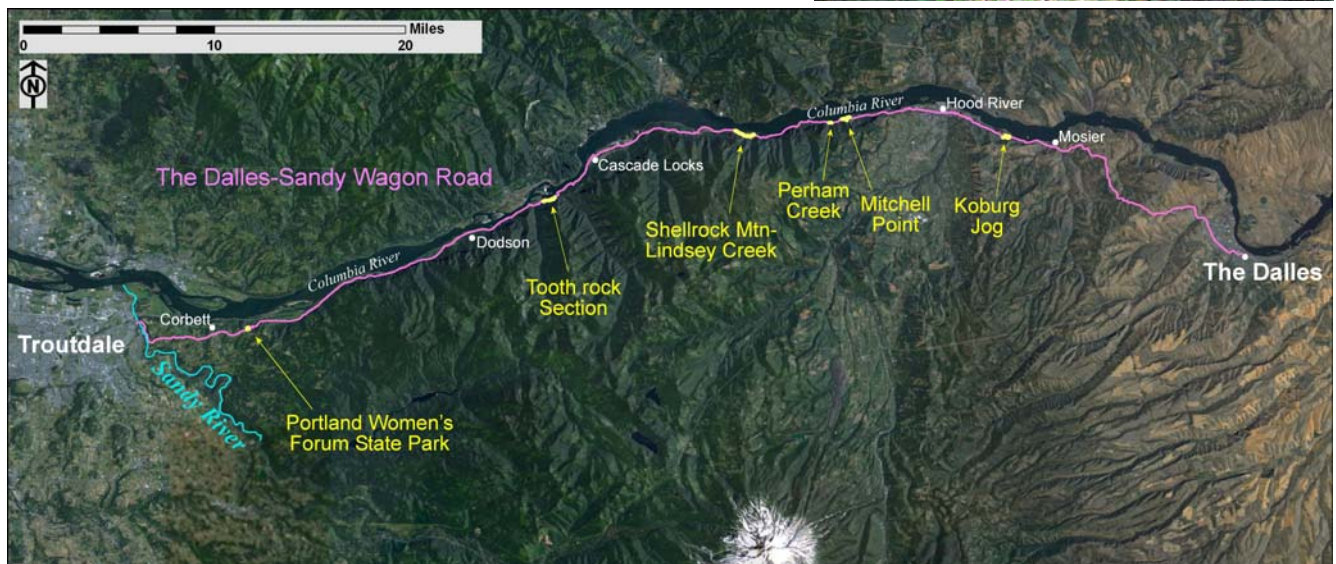 Miles
0 10 20
N
Columbia River
Hood River
Mosier
Cascade Locks
The Dalles-Sandy Wagon Road
Perham
Creek
Mitchell
Point
Koburg
Jog
Shellrock Mtn-
Lindsey Creek
Dodson
Columbia River
Tooth rock
Section
The Dalles
Corbett
Troutdale
Sandy River
Portland Women's
Forum State Park